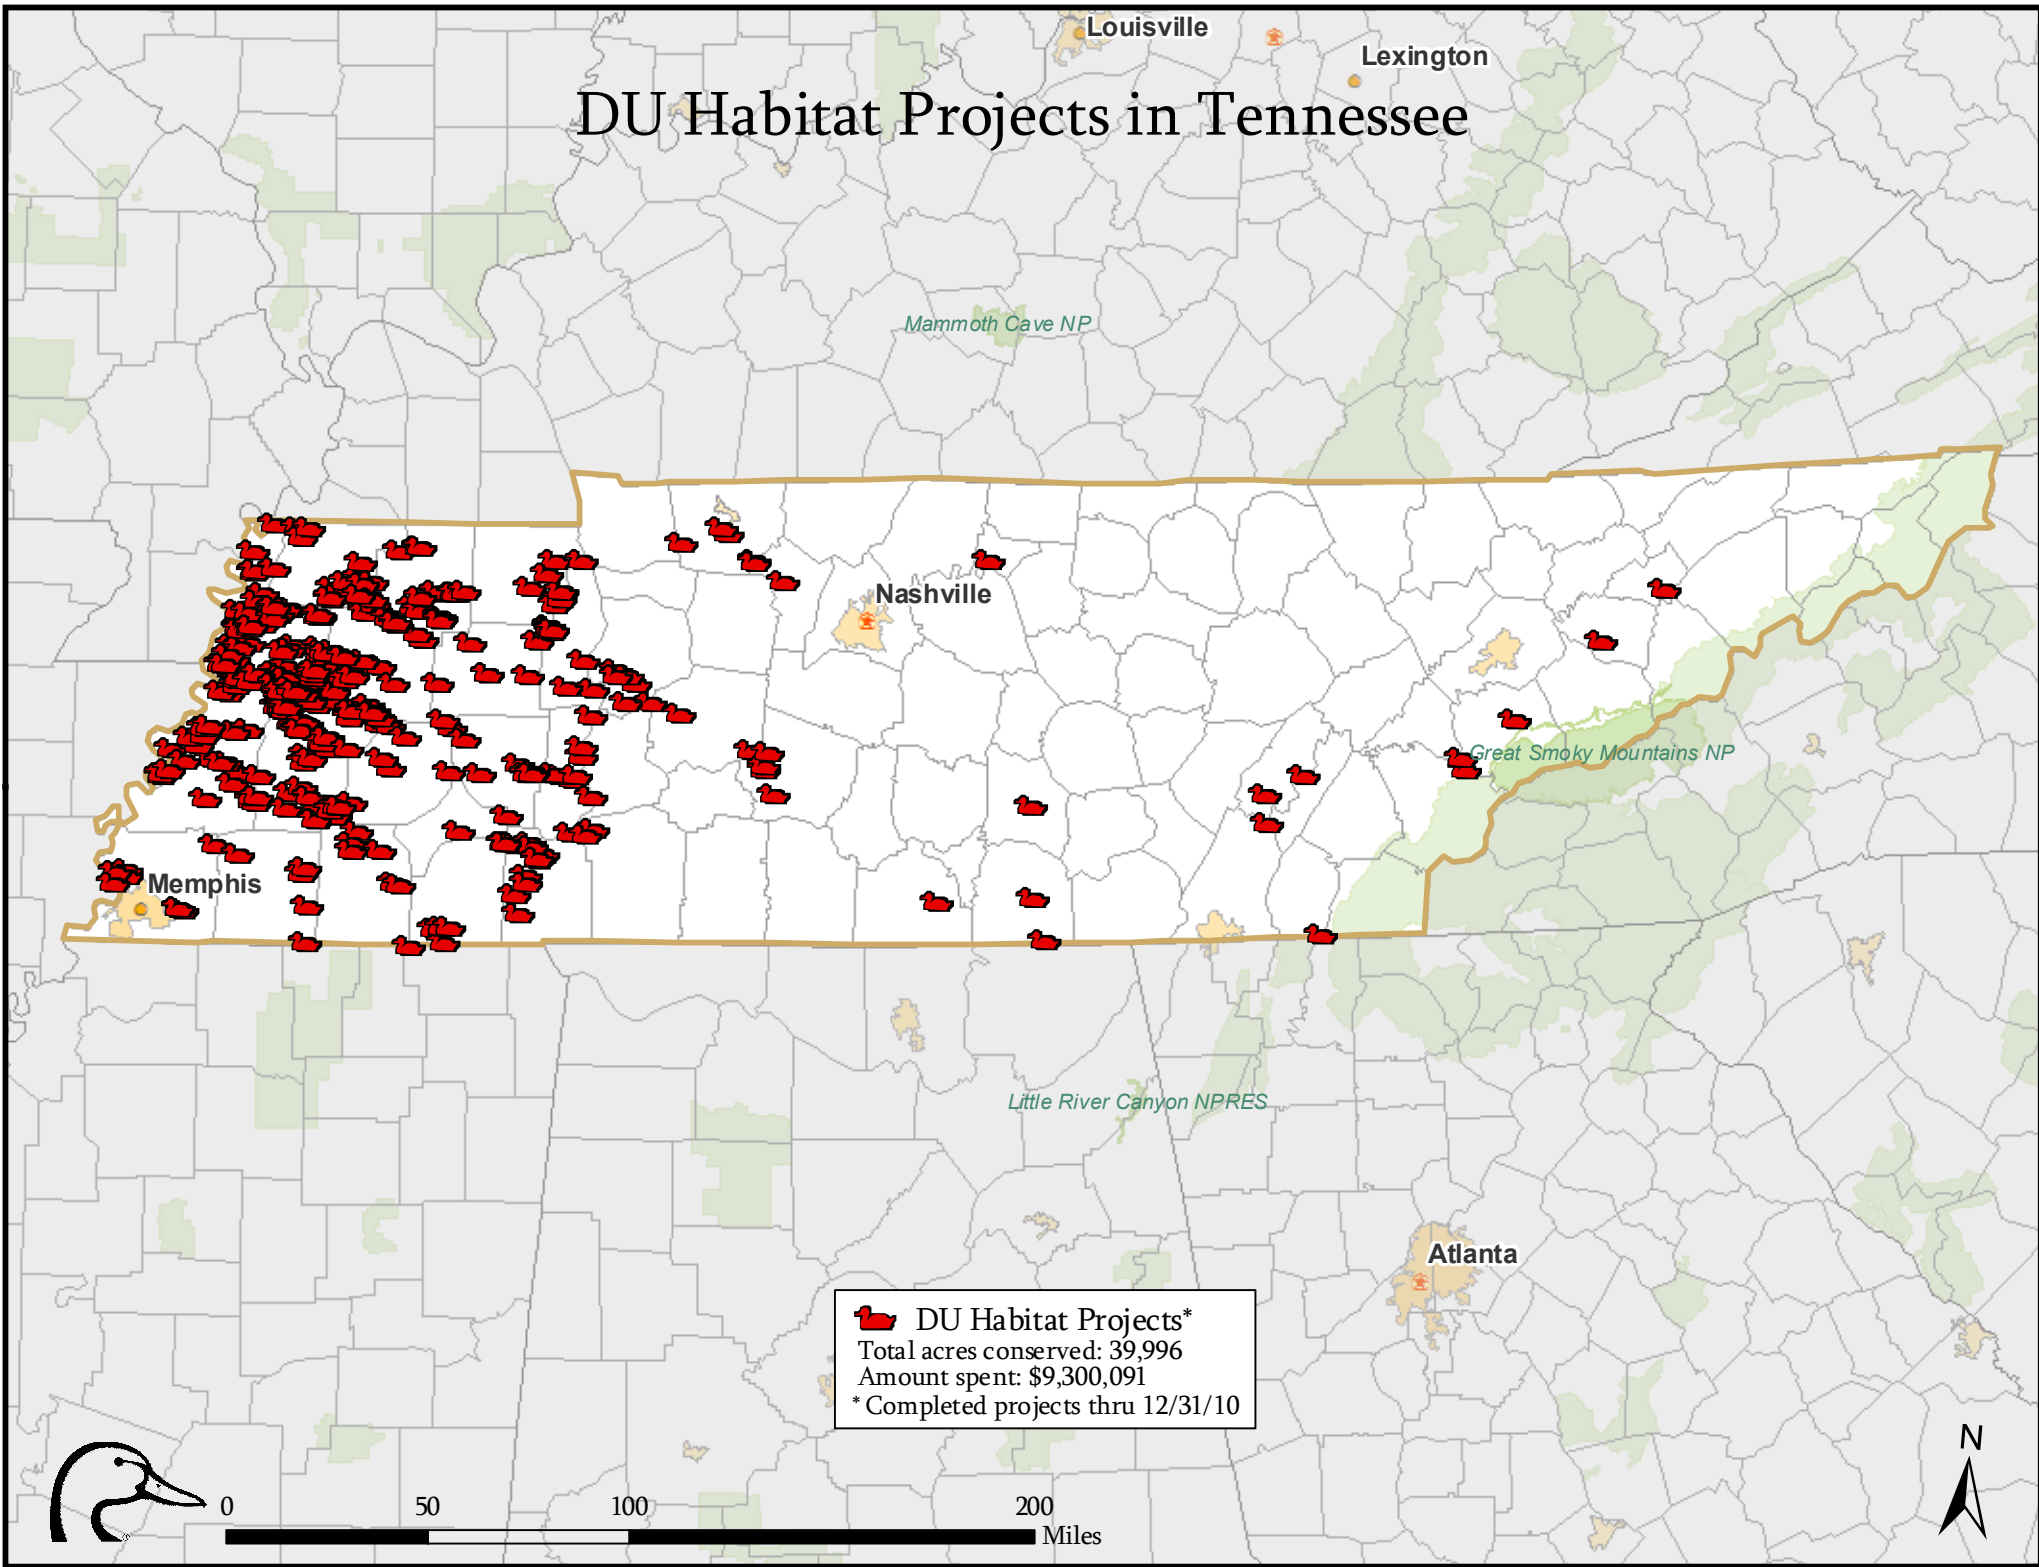 Louisville
Lexington
DU Habitat Projects in Tennessee
Mammoth Cave NP
Nashville
Great Smoky Mountains NP
Memphis
Little River Canyon NPRES
Atlanta
DU Habitat Projects*
Total acres conserved: 39,996
Amount spent: $9,300,091
* Completed projects thru 12/31/10
N
0 50 100 200
Miles